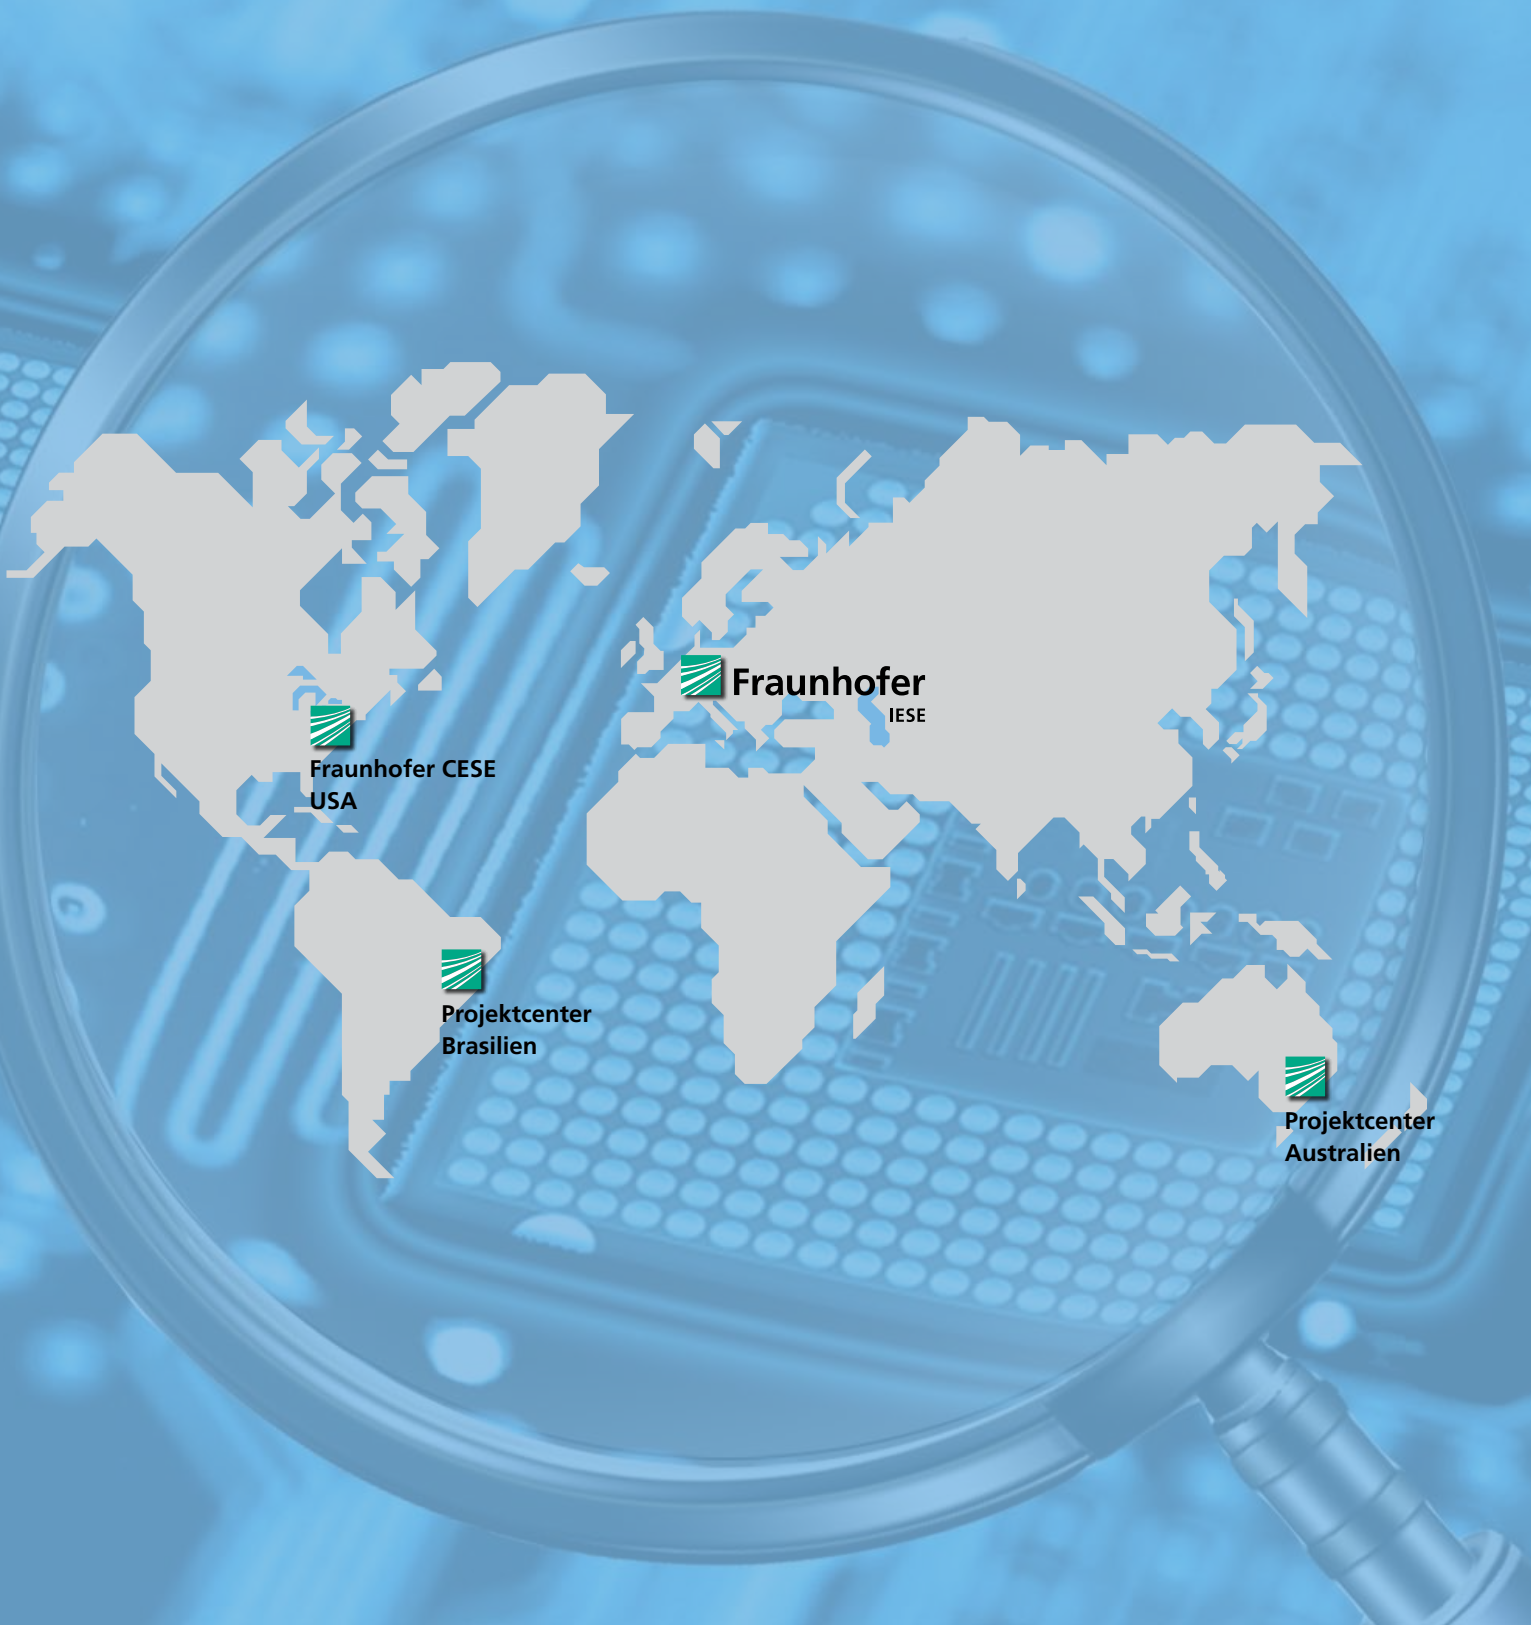 Fraunhofer
IESE
Fraunhofer CESE
USA
Projektcenter
Brasilien
Projektcenter
Australien